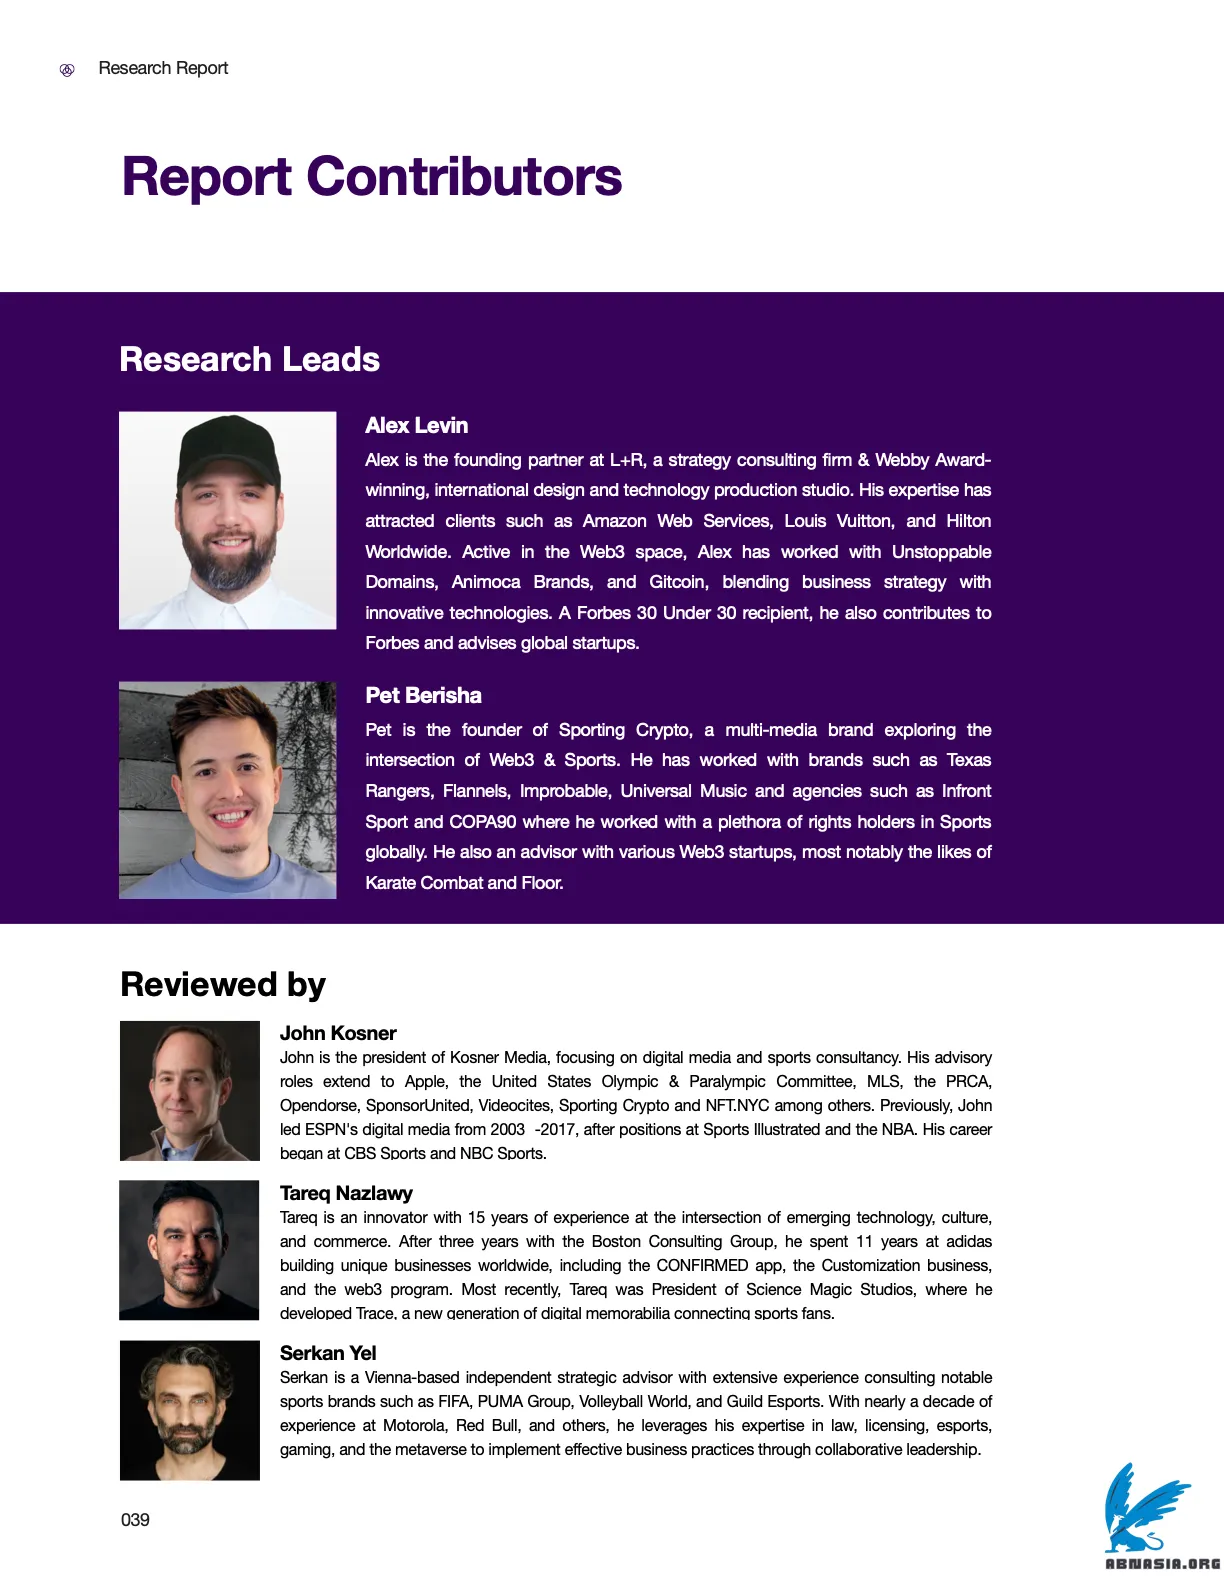 Research Report
Report Contributors
Research Leads
Alex Levin
Alex is the founding partner at L+R, a strategy consulting firm & Webby Award-
winning, international design and technology production studio. His expertise has
attracted clients such as Amazon Web Services, Louis Vuitton, and Hilton
Worldwide. Active in the Web3 space, Alex has worked with Unstoppable
Domains, Animoca Brands, and Gitcoin, blending business strategy with
innovative technologies. A Forbes 30 Under 30 recipient, he also contributes to
Forbes and advises global startups.
Pet Berisha
Pet is the founder of Sporting Crypto, a multi-media brand exploring the
intersection of Web3 & Sports. He has worked with brands such as Texas
Rangers, Flannels, Improbable, Universal Music and agencies such as Infront
Sport and COPA90 where he worked with a plethora of rights holders in Sports
globally. He also an advisor with various Web3 startups, most notably the likes of
Karate Combat and Floor.
Reviewed by
John Kosner
John is the president of Kosner Media, focusing on digital media and sports consultancy. His advisory
roles extend to Apple, the United States Olympic & Paralympic Committee, MLS, the PRCA,
Opendorse, SponsorUnited, Videocites, Sporting Crypto and NFT.NYC among others. Previously, John
led ESPN's digital media from 2003 -2017, after positions at Sports Illustrated and the NBA. His career
began at CBS Sports and NBC Sports.
Tareq Nazlawy
Tareq is an innovator with 15 years of experience at the intersection of emerging technology, culture,
and commerce. After three years with the Boston Consulting Group, he spent 11 years at adidas
building unique businesses worldwide, including the CONFIRMED app, the Customization business,
and the web3 program. Most recently, Tareq was President of Science Magic Studios, where he
developed Trace, a new generation of digital memorabilia connecting sports fans.
Serkan Yel
Serkan is a Vienna-based independent strategic advisor with extensive experience consulting notable
sports brands such as FIFA, PUMA Group, Volleyball World, and Guild Esports. With nearly a decade of
experience at Motorola, Red Bull, and others, he leverages his expertise in law, licensing, esports,
gaming, and the metaverse to implement effective business practices through collaborative leadership.
039
ABNASIA.ORG